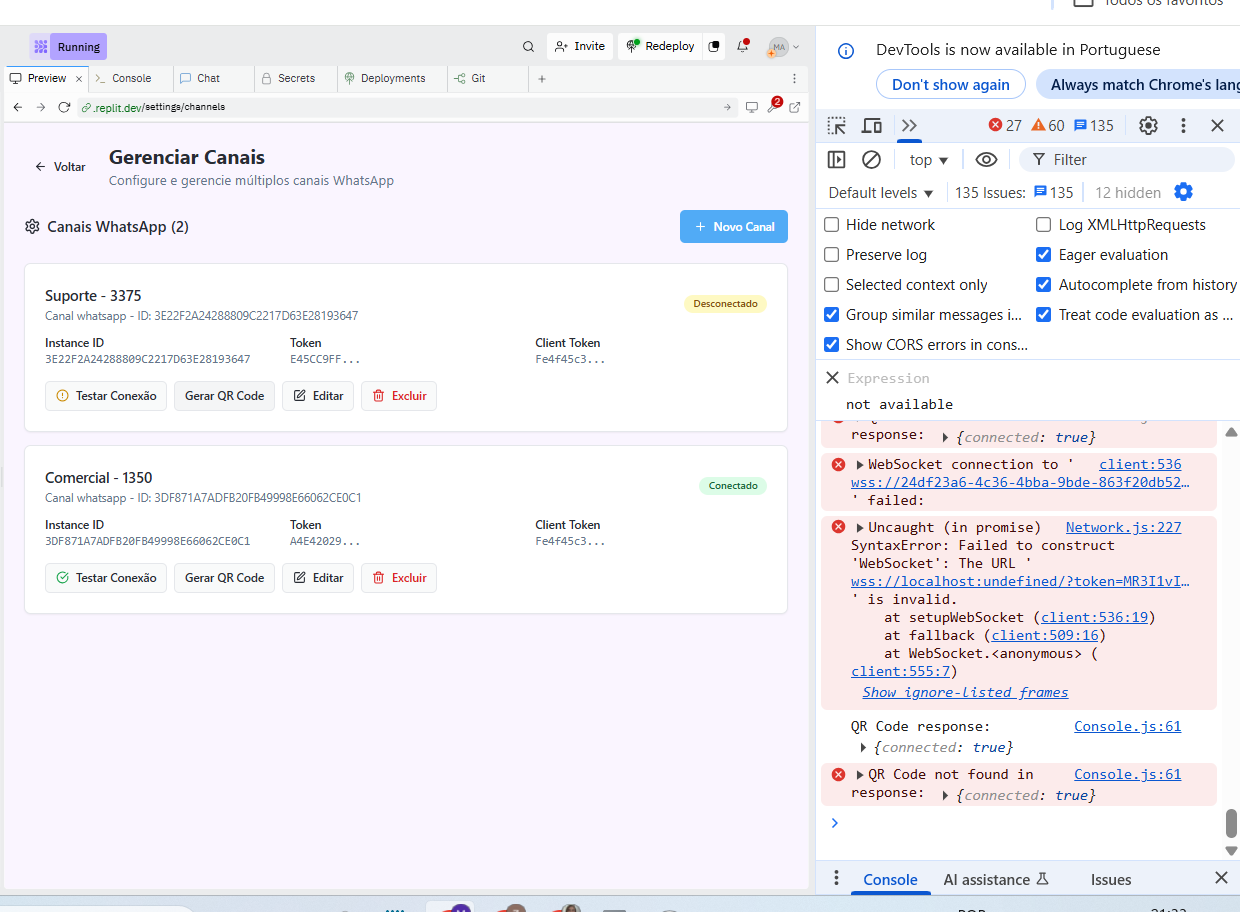 Todos os favoritos
Running
Invite
Redeploy
MA
Preview
Console
Chat
Secrets
Deployments
Git
.replit.dev/settings/channels
2
Voltar
Gerenciar Canais
Configure e gerencie múltiplos canais WhatsApp
Canais WhatsApp (2)
+ Novo Canal
Suporte - 3375
Canal whatsapp - ID: 3E22F2A24288809C2217D63E28193647
Desconectado
Instance ID
3E22F2A24288809C2217D63E28193647
Token
E45CC9FF...
Client Token
Fe4f45c3...
Testar Conexão
Gerar QR Code
Editar
Excluir
Comercial - 1350
Canal whatsapp - ID: 3DF871A7ADFB20FB49998E66062CE0C1
Conectado
Instance ID
3DF871A7ADFB20FB49998E66062CE0C1
Token
A4E42029...
Client Token
Fe4f45c3...
Testar Conexão
Gerar QR Code
Editar
Excluir
DevTools is now available in Portuguese
Don't show again
Always match Chrome's lang
27
60
135
top
Filter
Default levels
135 Issues:
135
12 hidden
Hide network
Log XMLHttpRequests
Preserve log
Eager evaluation
Selected context only
Autocomplete from history
Group similar messages i...
Treat code evaluation as ...
Show CORS errors in cons...
Expression
not available
response: {connected: true}
WebSocket connection to ' client:536
wss://24df23a6-4c36-4bba-9bde-863f20db52…
' failed:
Uncaught (in promise) Network.js:227
SyntaxError: Failed to construct
'WebSocket': The URL '
wss://localhost:undefined/?token=MR3I1vI…
' is invalid.
at setupWebSocket (client:536:19)
at fallback (client:509:16)
at WebSocket.<anonymous> (
client:555:7)
Show ignore-listed frames
QR Code response: Console.js:61
{connected: true}
QR Code not found in Console.js:61
response: {connected: true}
Console
AI assistance
Issues